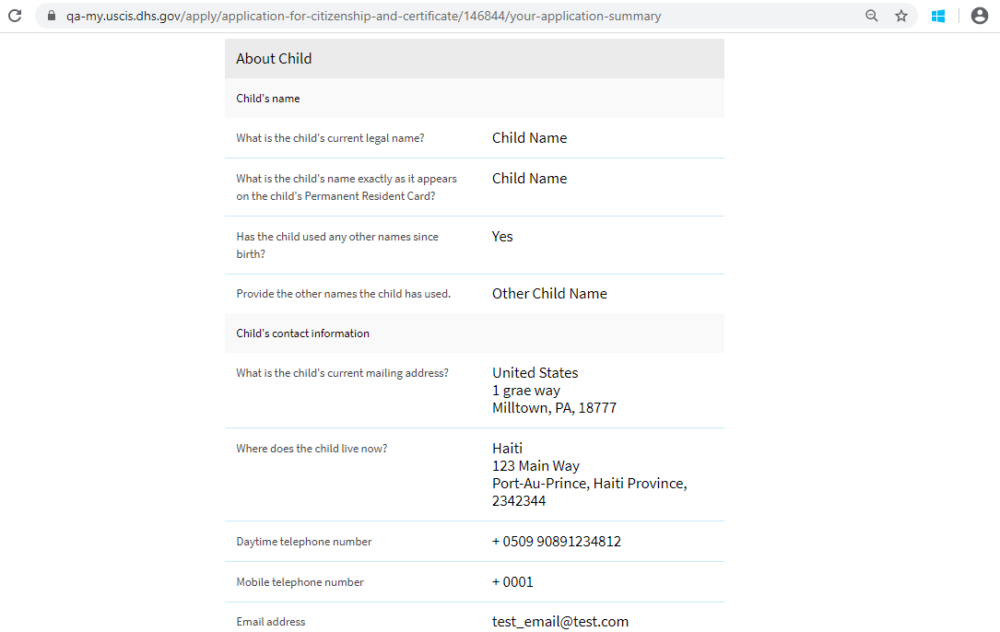 qa-my.uscis.dhs.gov/apply/application-for-citizenship-and-certificate/146844/your-application-summary
About Child
Child's name
What is the child's current legal name? Child Name
What is the child's name exactly as it appears Child Name
on the child's Permanent Resident Card?
Has the child used any other names since Yes
birth?
Provide the other names the child has used. Other Child Name
Child's contact information
What is the child's current mailing address? United States
1 grae way
Milltown, PA, 18777
Where does the child live now? Haiti
123 Main Way
Port-Au-Prince, Haiti Province,
2342344
Daytime telephone number + 0509 90891234812
Mobile telephone number + 0001
Email address test_email@test.com